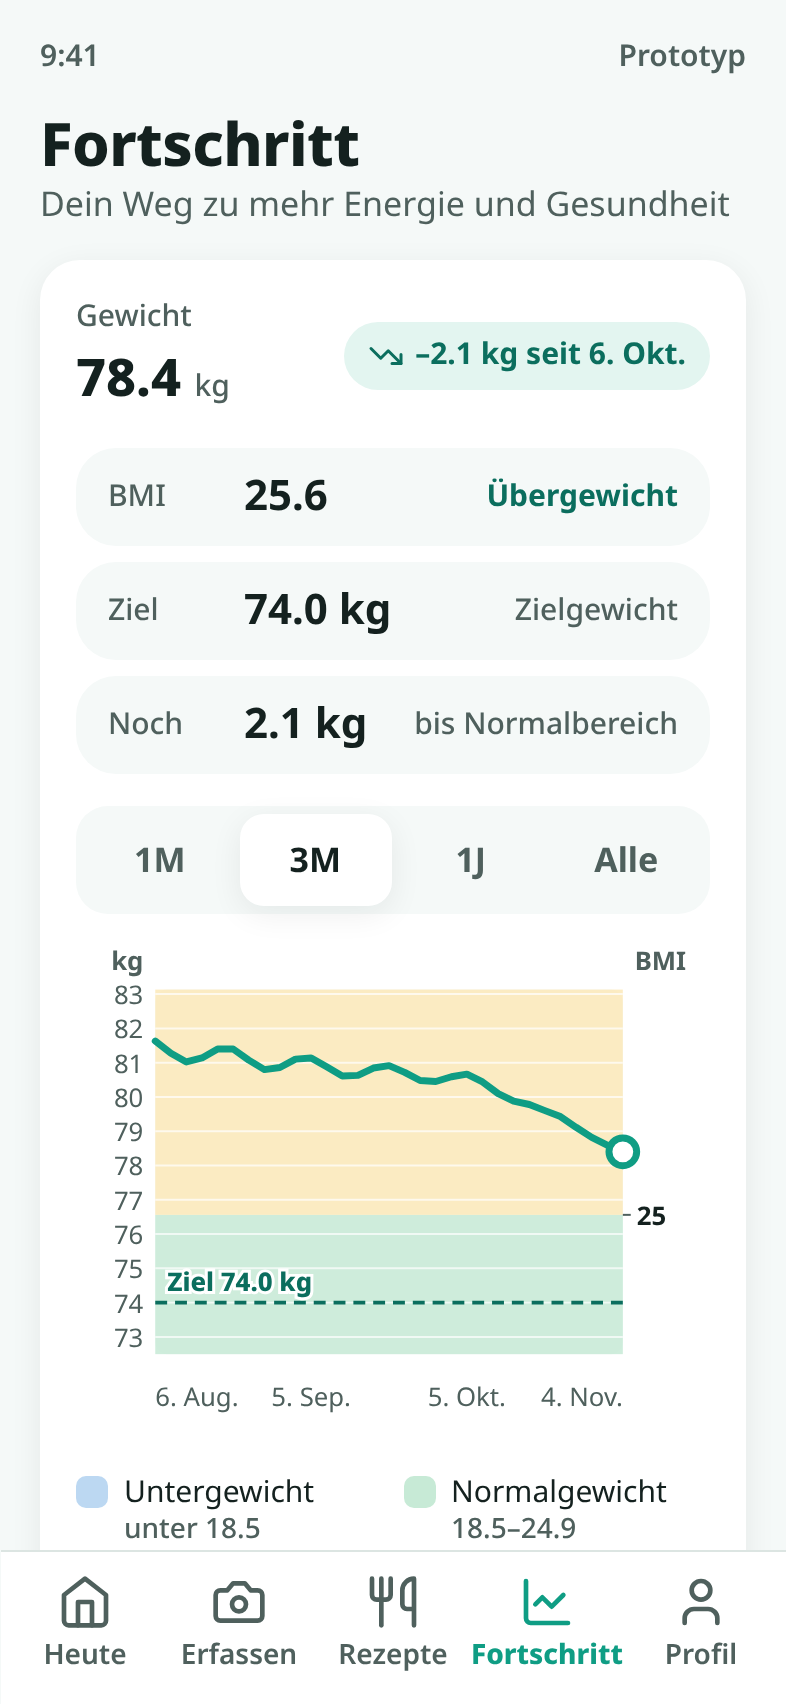 9:41
Prototyp
Fortschritt
Dein Weg zu mehr Energie und Gesundheit
Gewicht
78.4 kg
–2.1 kg seit 6. Okt.
BMI 25.6 Übergewicht
Ziel 74.0 kg Zielgewicht
Noch 2.1 kg bis Normalbereich
1M 3M 1J Alle
kg BMI
83
82
81
80
79
78
77
25
76
75
Ziel 74.0 kg
74
73
6. Aug. 5. Sep. 5. Okt. 4. Nov.
Untergewicht
unter 18.5
Normalgewicht
18.5–24.9
Heute Erfassen Rezepte Fortschritt Profil